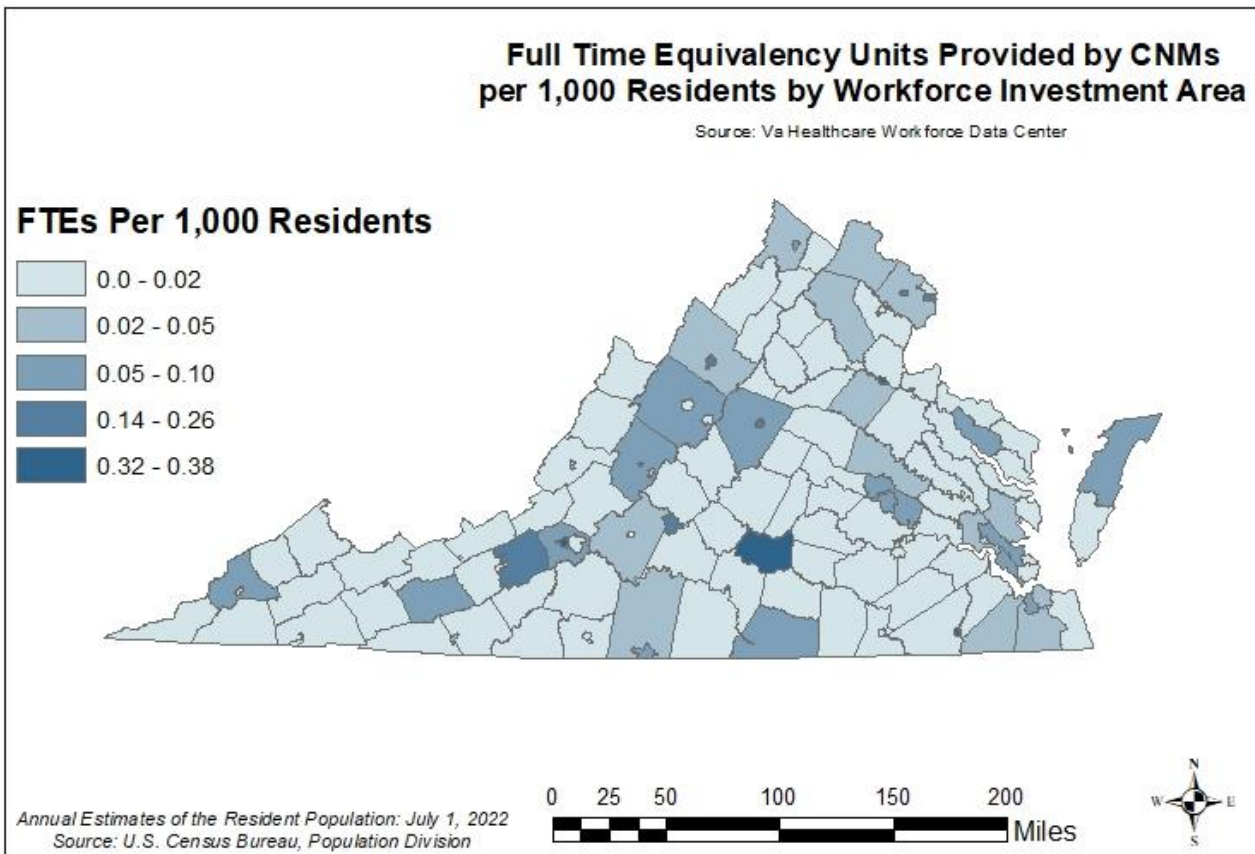 Full Time Equivalency Units Provided by CNMs
per 1,000 Residents by Workforce Investment Area
Source: Va Healthcare Workforce Data Center
FTEs Per 1,000 Residents
0.0 - 0.02
0.02 - 0.05
0.05 - 0.10
0.14 - 0.26
0.32 - 0.38
Annual Estimates of the Resident Population: July 1, 2022
Source: U.S. Census Bureau, Population Division
0 25 50 100 150 200
Miles
N
W E
S